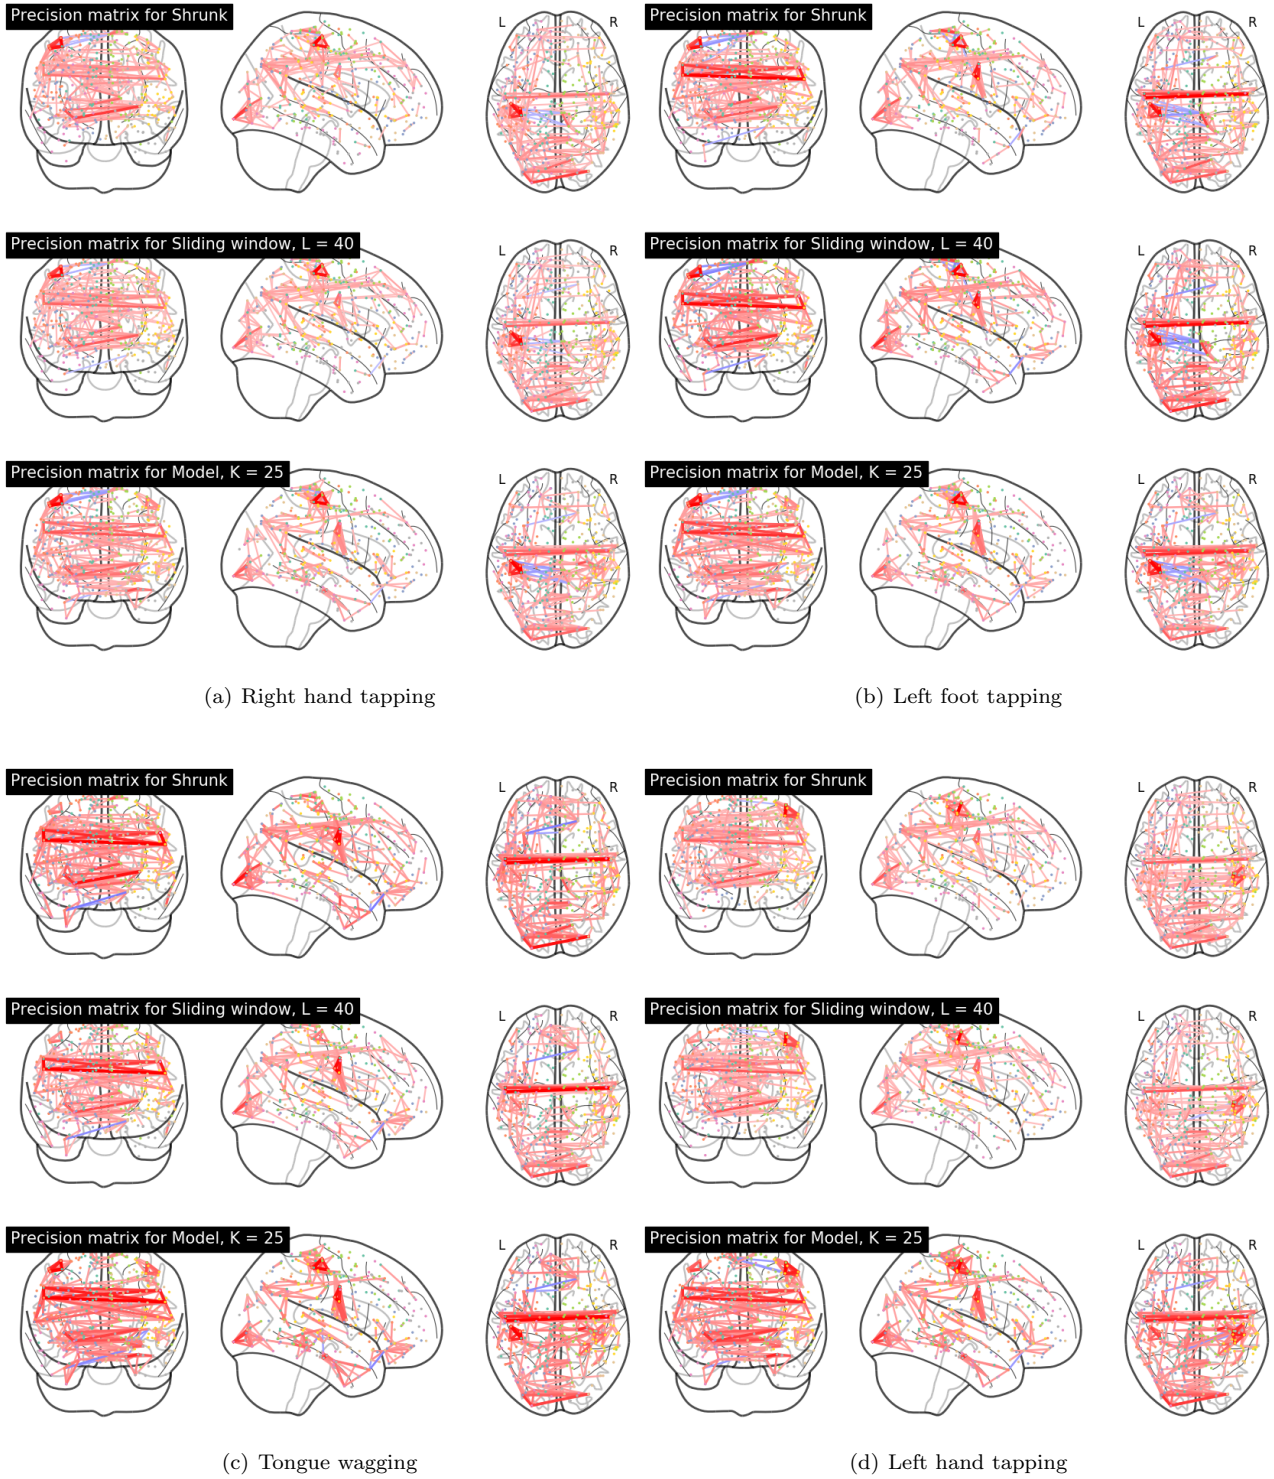 Precision matrix for Shrunk
L R
Precision matrix for Shrunk
L R
Precision matrix for Sliding window, L = 40
L R
Precision matrix for Sliding window, L = 40
L R
Precision matrix for Model, K = 25
L R
Precision matrix for Model, K = 25
L R
(a) Right hand tapping
(b) Left foot tapping
Precision matrix for Shrunk
L R
Precision matrix for Shrunk
L R
Precision matrix for Sliding window, L = 40
L R
Precision matrix for Sliding window, L = 40
L R
Precision matrix for Model, K = 25
L R
Precision matrix for Model, K = 25
L R
(c) Tongue wagging
(d) Left hand tapping